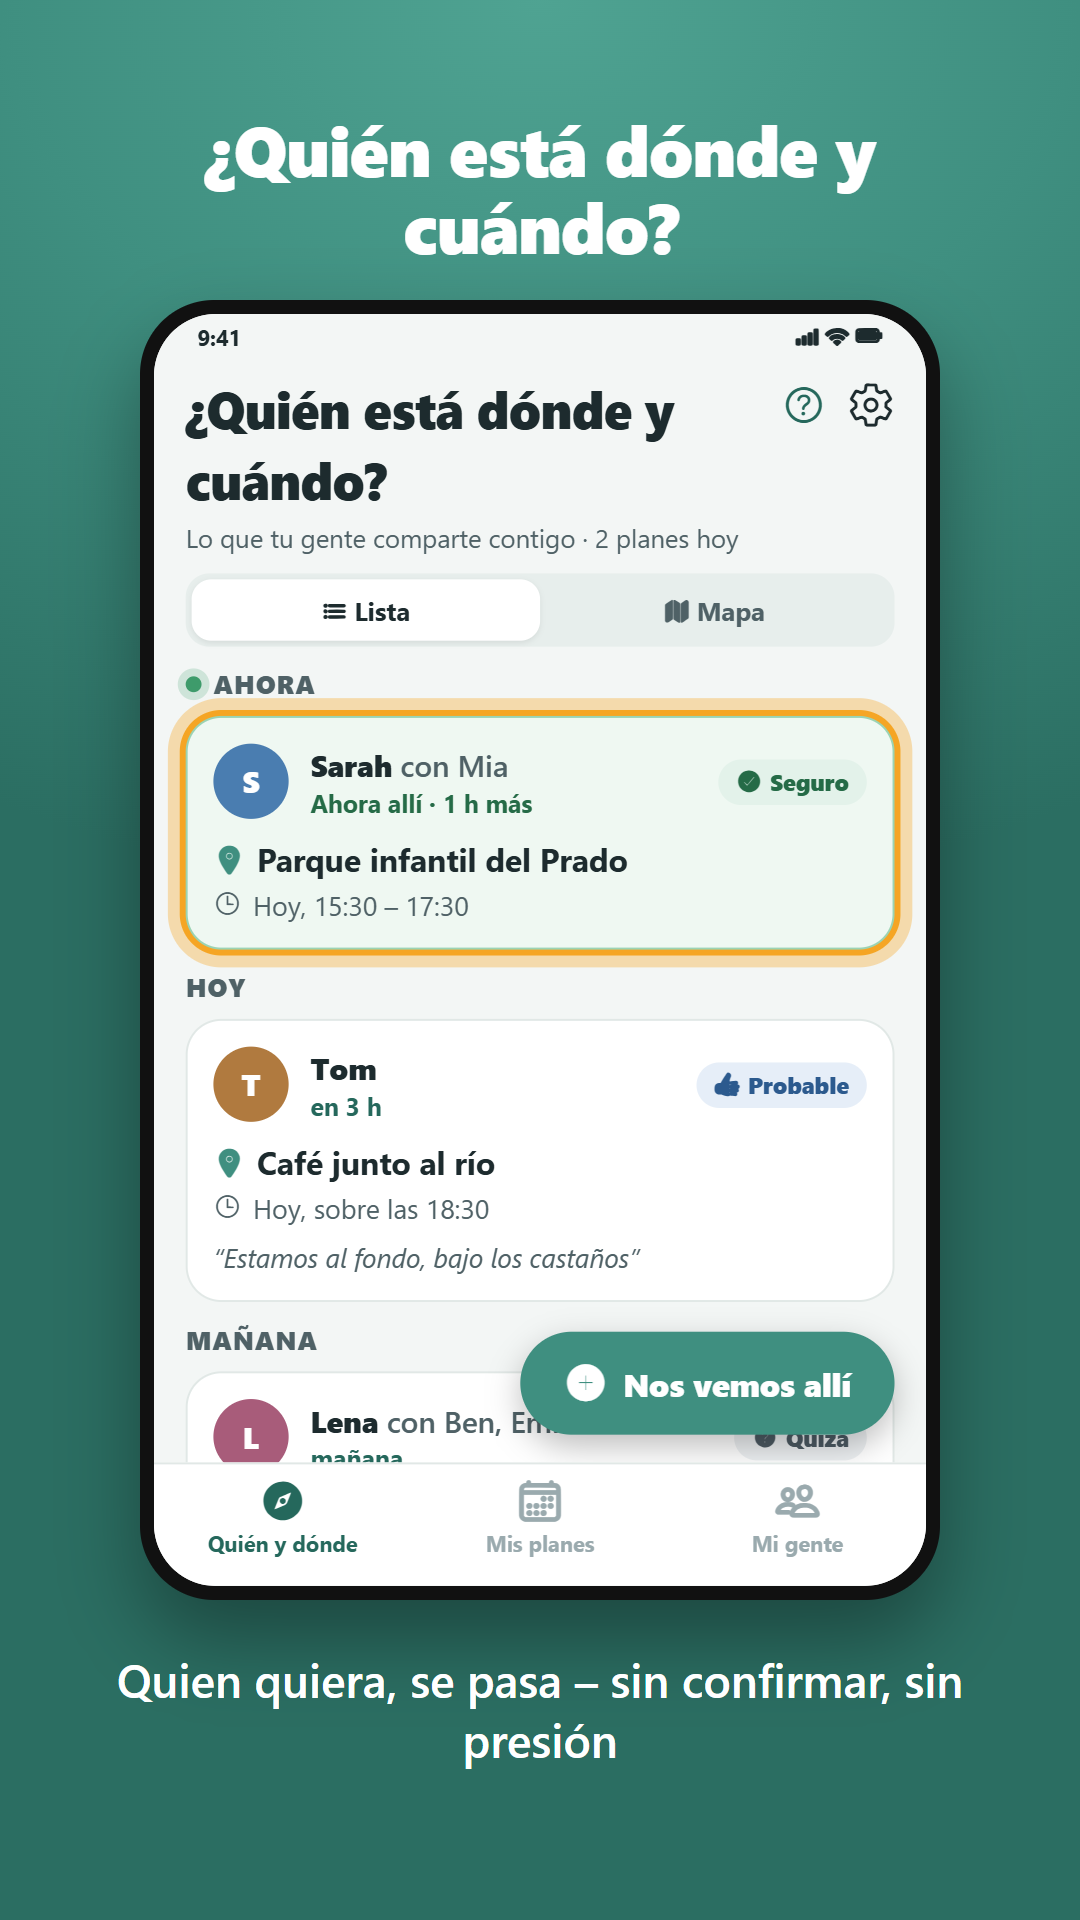 ¿Quién está dónde y
cuándo?
9:41
¿Quién está dónde y
cuándo?
Lo que tu gente comparte contigo · 2 planes hoy
Lista
Mapa
AHORA
S
Sarah con Mia
Ahora allí · 1 h más
Seguro
Parque infantil del Prado
Hoy, 15:30 – 17:30
HOY
T
Tom
en 3 h
Probable
Café junto al río
Hoy, sobre las 18:30
“Estamos al fondo, bajo los castaños”
MAÑANA
Nos vemos allí
L
Lena con Ben,
mañana
Quizá
Quién y dónde
Mis planes
Mi gente
Quien quiera, se pasa – sin confirmar, sin
presión